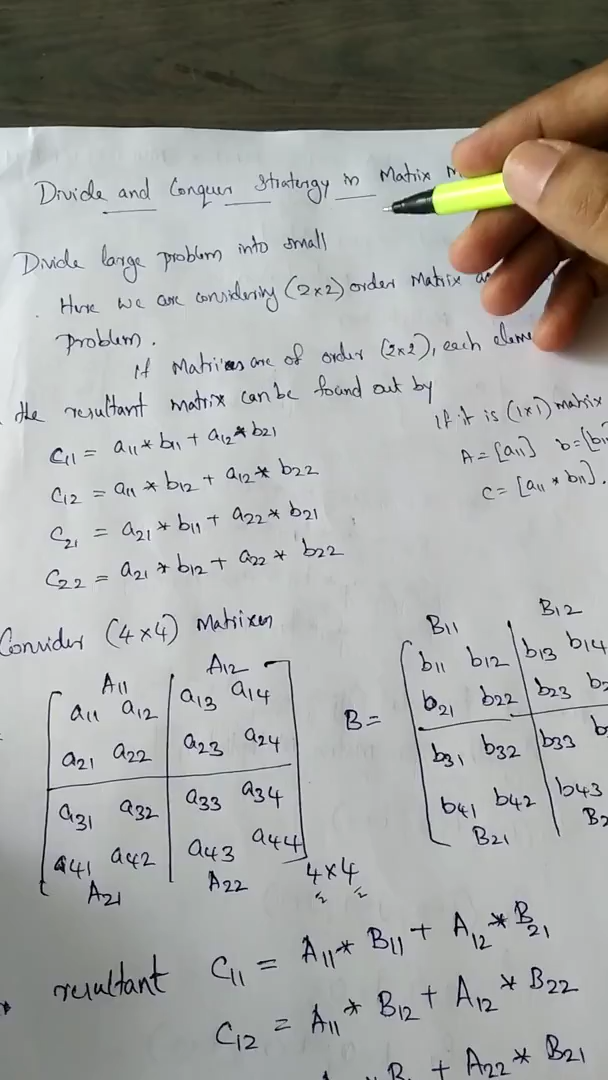 Divide and Conquer Stratergy in Matrix
Divide large problem into small
. Here we are considering (2×2) order Matrix
problem.
If Matrixes are of order (2×2), each
the resultant matrix can be found out by
C11 = a11 * b11 + a12 * b21
C12 = a11 * b12 + a12 * b22
C21 = a21 * b11 + a22 * b21
C22 = a21 * b12 + a22 * b22
If it is (1×1) matrix
A = [a11] b = [b11
C = [a11 * b11].
Consider (4×4) Matrixes
A11 A12
a11 a12 a13 a14
a21 a22 a23 a24
a31 a32 a33 a34
a41 a42 a43 a44
A21 A22 4×4
2 2
B11 B12
b11 b12 b13 b14
B = b21 b22 b23
b31 b32 b33
b41 b42 b43
B21
* resultant C11 = A11 * B11 + A12 * B21
C12 = A11 * B12 + A12 * B22
+ A22 * B21